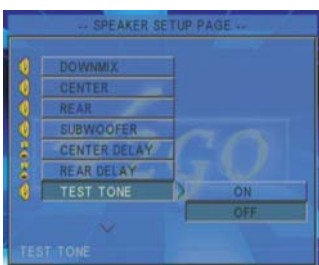 -- SPEAKER SETUP PAGE --
DOWNMIX
CENTER
REAR
SUBWOOFER
CENTER DELAY
REAR DELAY
TEST TONE
ON
OFF
TEST TONE